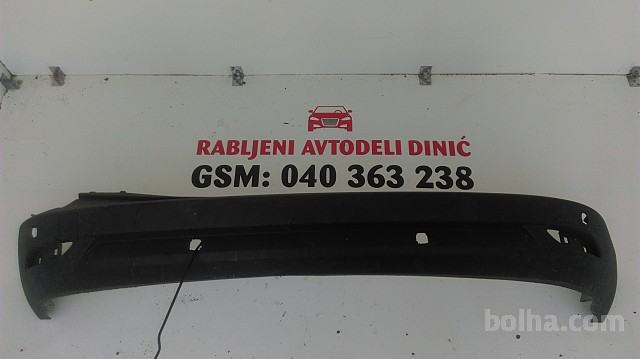 RABLJENI AVTODELI DINIĆ
GSM: 040 363 238
bolha.com